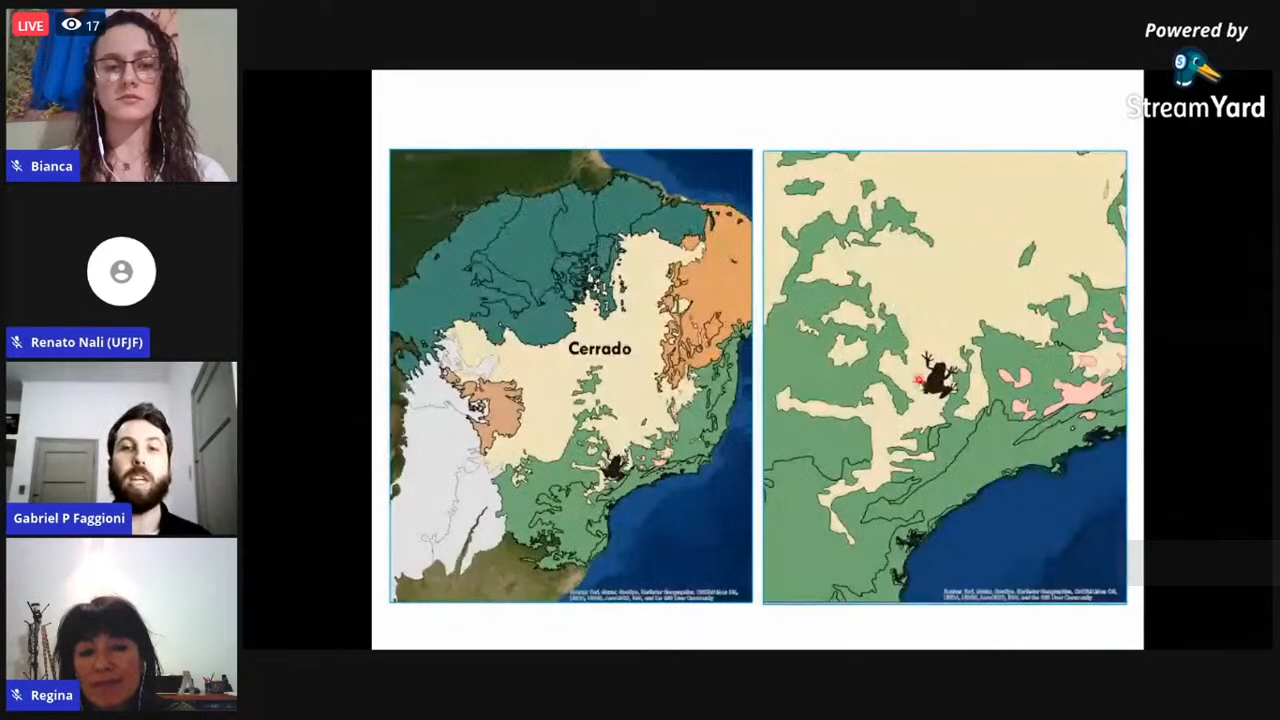 LIVE 17
Bianca
Renato Nali (UFJF)
Gabriel P Faggioni
Regina
Powered by
S
StreamYard
Cerrado